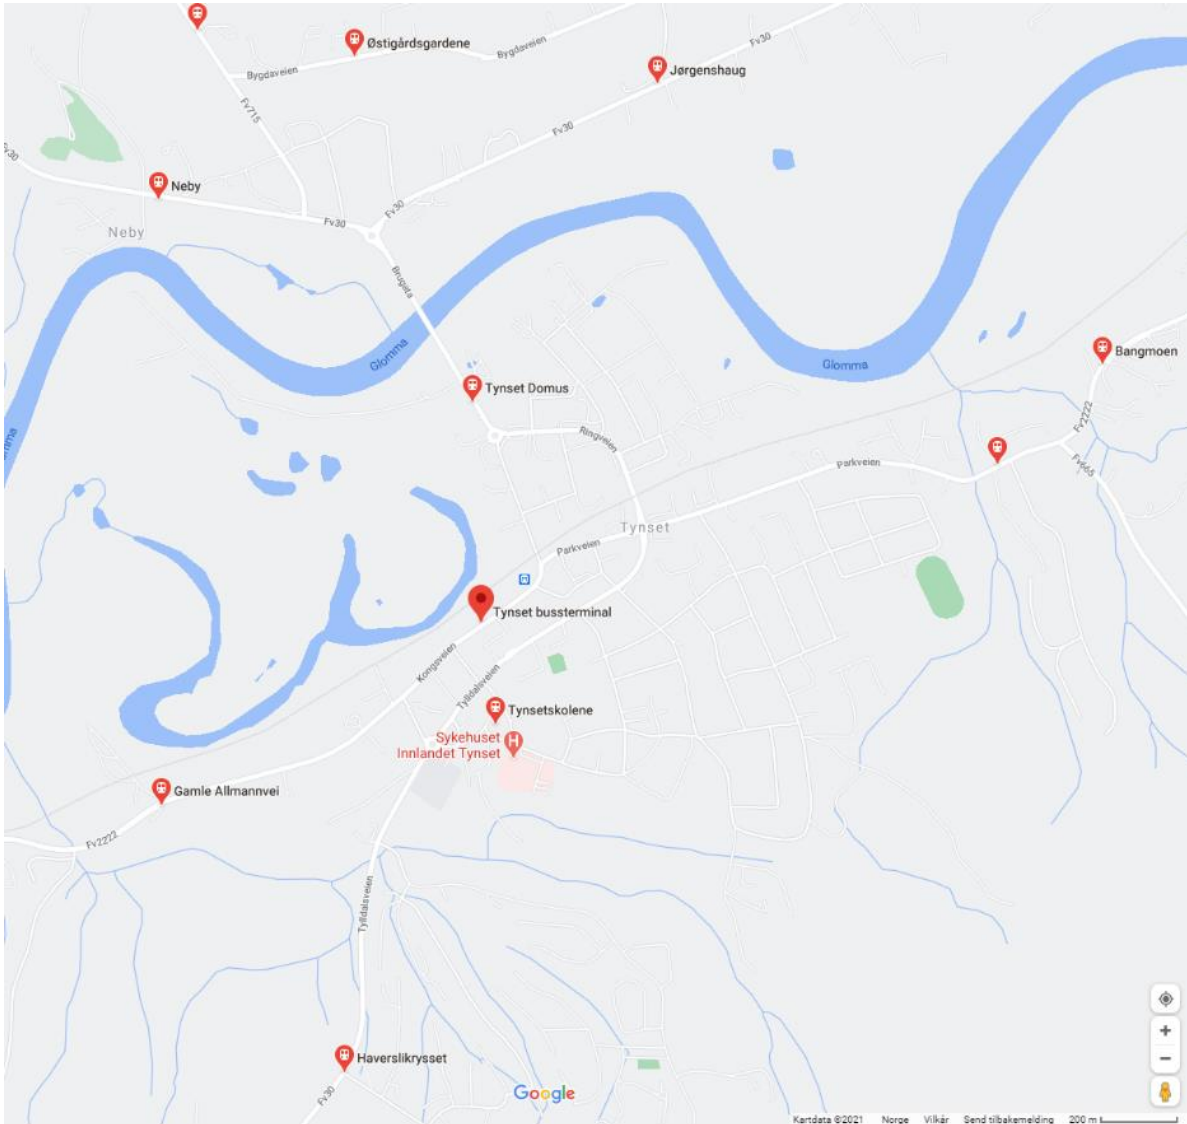 Østigårdsgardene
Bygdaveien
Bygdaveien
Fv30
Jørgenshaug
Fv715
Fv30
Fv30
Neby
Fv30
Fv30
Neby
Brugata
Glomma
Glomma
Bangmoen
Tynset Domus
Fv2222
Ringveien
Parkveien
Fv665
Tynset
Parkveien
Tynset bussterminal
Kongsveien
Tylldalsveien
Tynsetskolene
Sykehuset
Innlandet Tynset
H
Gamle Allmannvei
Fv2222
Tylldalsveien
Haverslikrysset
Fv30
Google
Kartdata ©2021 Norge Vilkår Send tilbakemelding 200 m